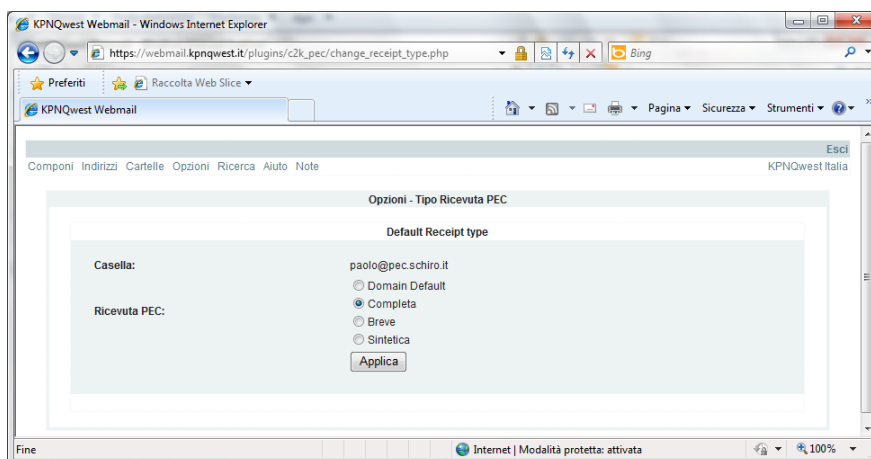 KPNQwest Webmail - Windows Internet Explorer
https://webmail.kpnqwest.it/plugins/c2k_pec/change_receipt_type.php Bing
Preferiti Raccolta Web Slice
KPNQwest Webmail Pagina Sicurezza Strumenti
Esci
Componi Indirizzi Cartelle Opzioni Ricerca Aiuto Note KPNQwest Italia
Opzioni - Tipo Ricevuta PEC
Default Receipt type
Casella: paolo@pec.schiro.it
Domain Default
Ricevuta PEC: Completa
Breve
Sintetica
Applica
Fine Internet | Modalità protetta: attivata 100%